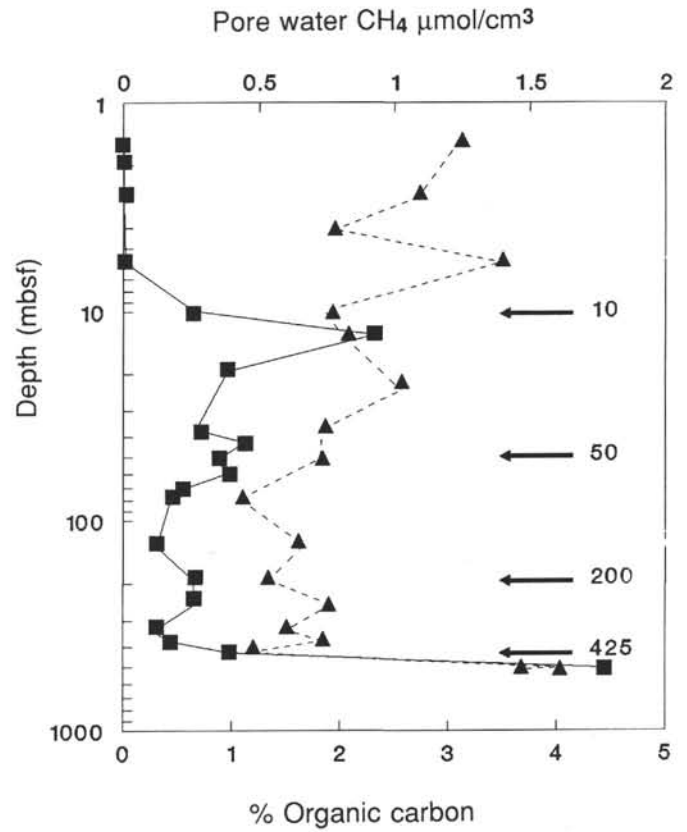 Pore water CH4 μmol/cm3
0 0.5 1 1.5 2
1
10
100
1000
Depth (mbsf)
10
50
200
425
0 1 2 3 4 5
% Organic carbon